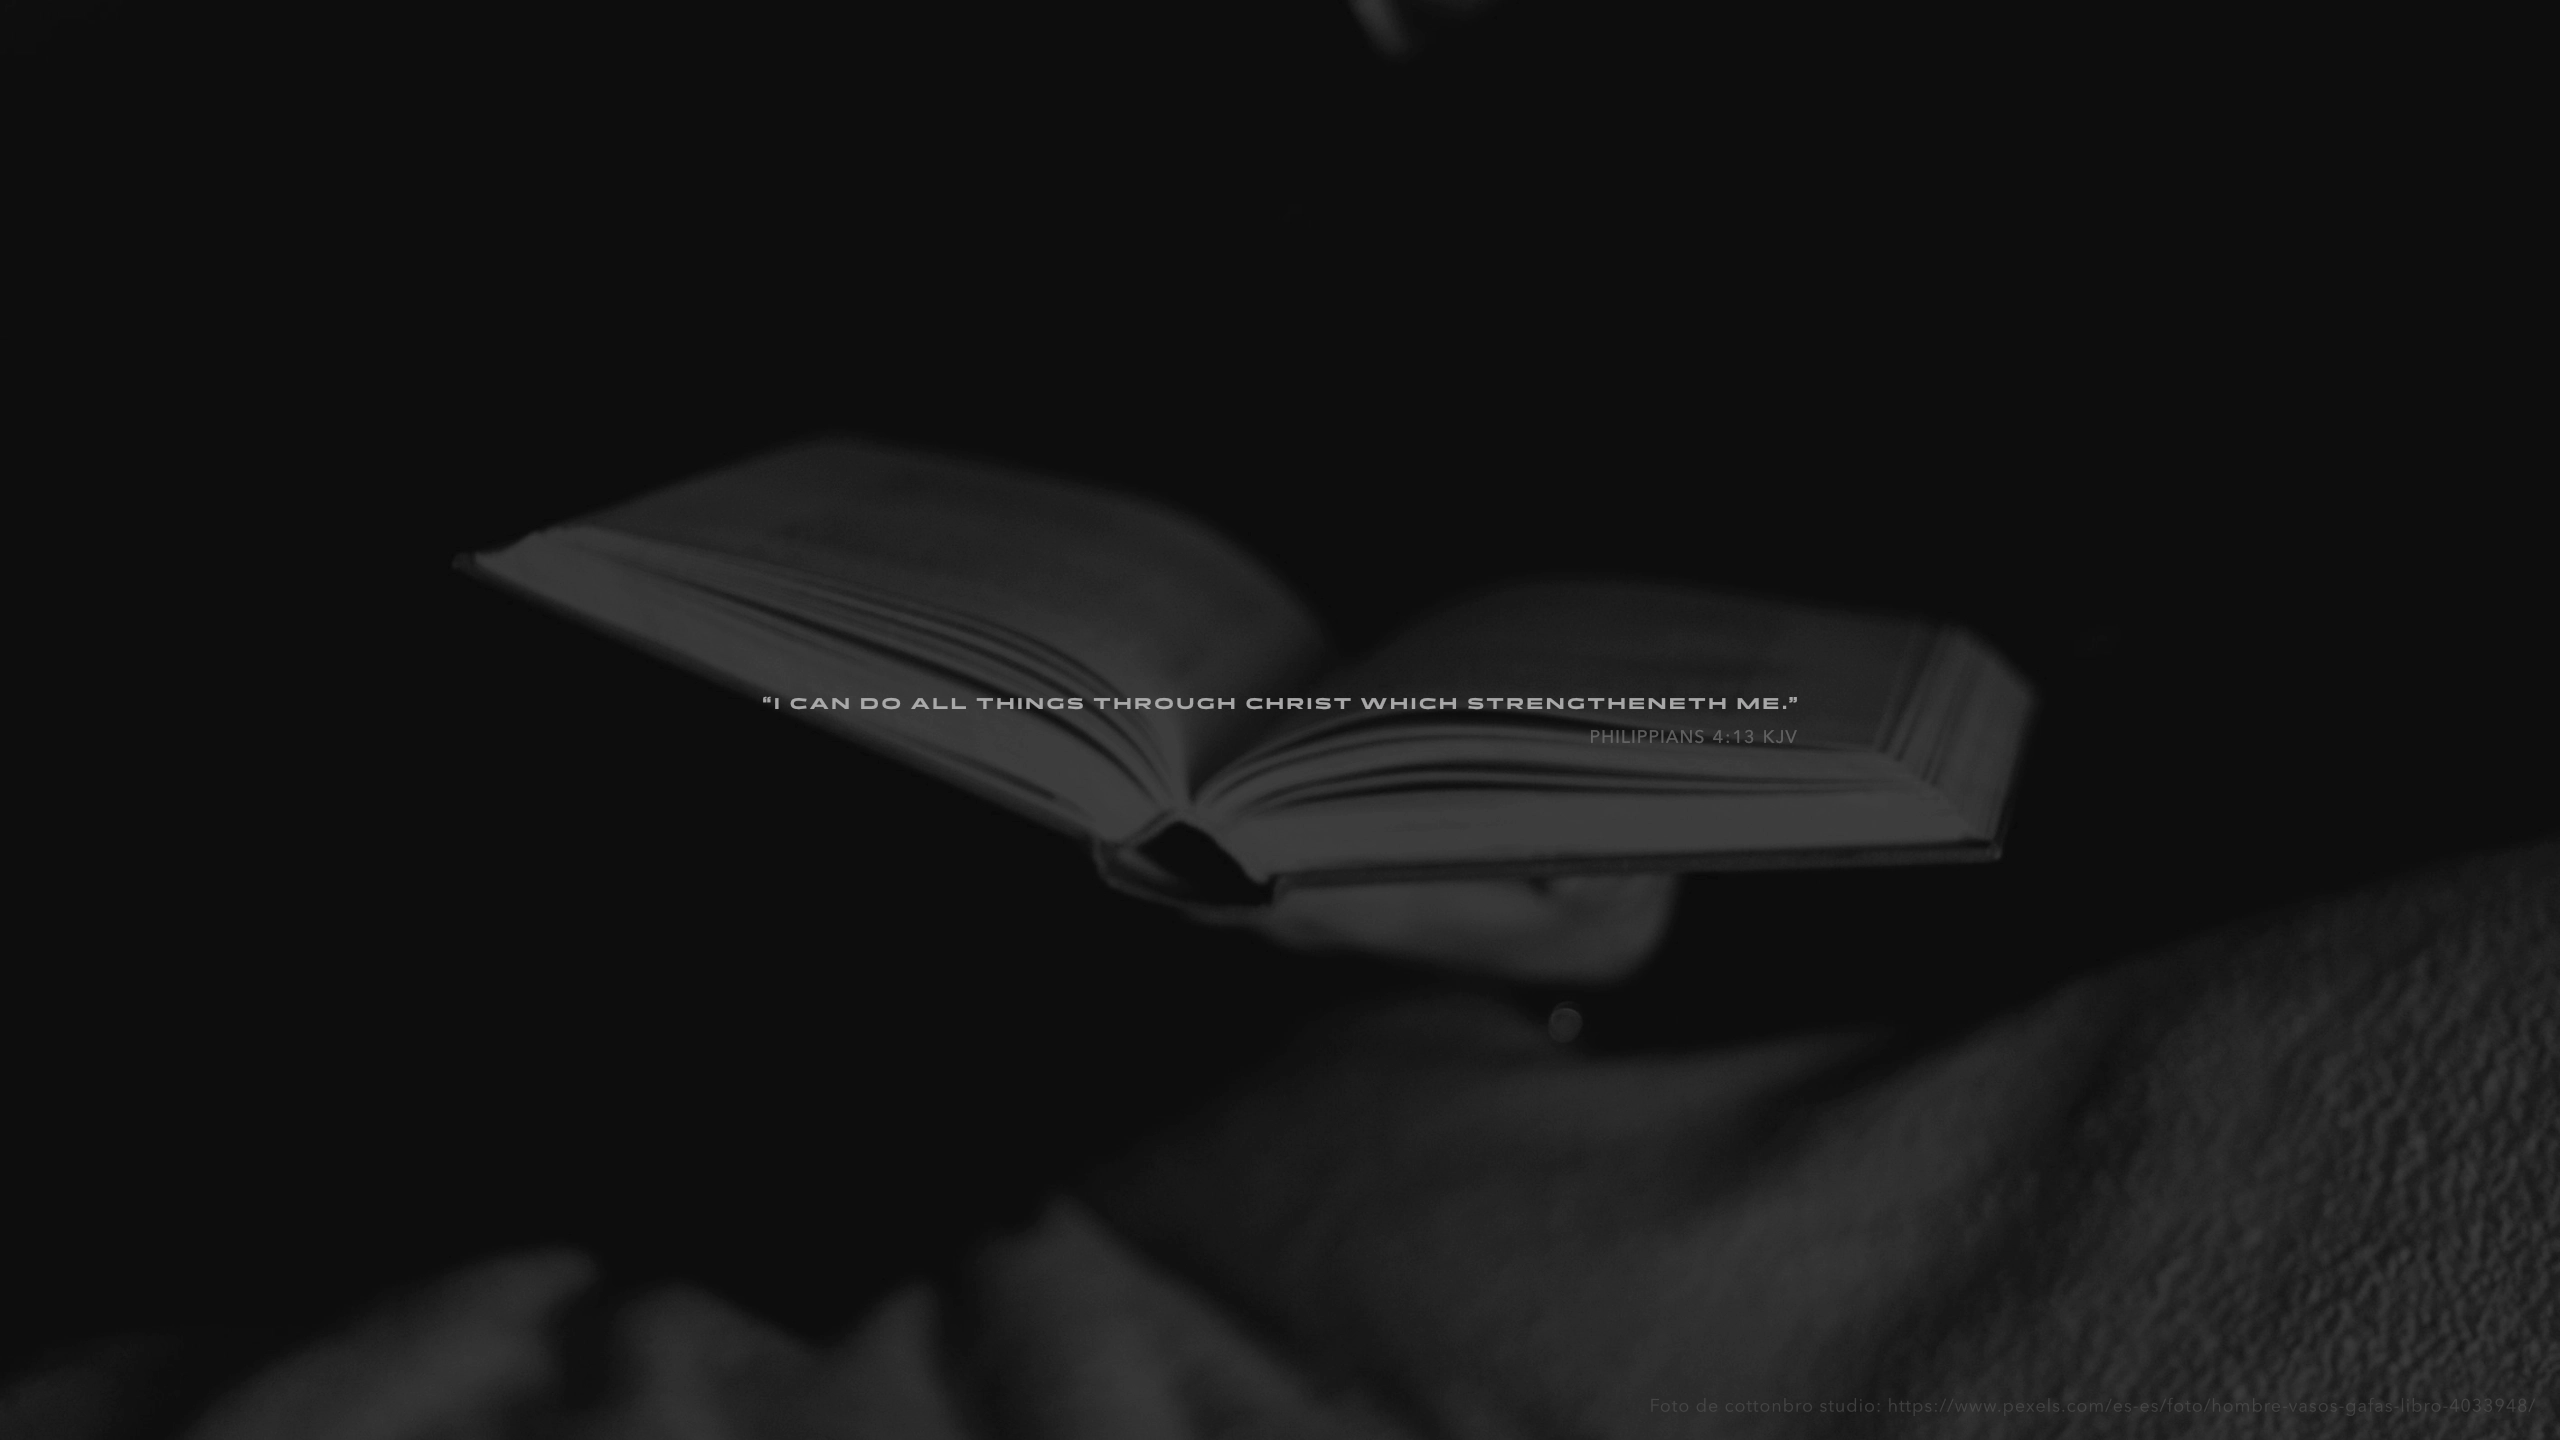 “I CAN DO ALL THINGS THROUGH CHRIST WHICH STRENGTHENETH ME.”
PHILIPPIANS 4:13 KJV
Foto de cottonbro studio: https://www.pexels.com/es-es/foto/hombre-vasos-gafas-libro-4033948/